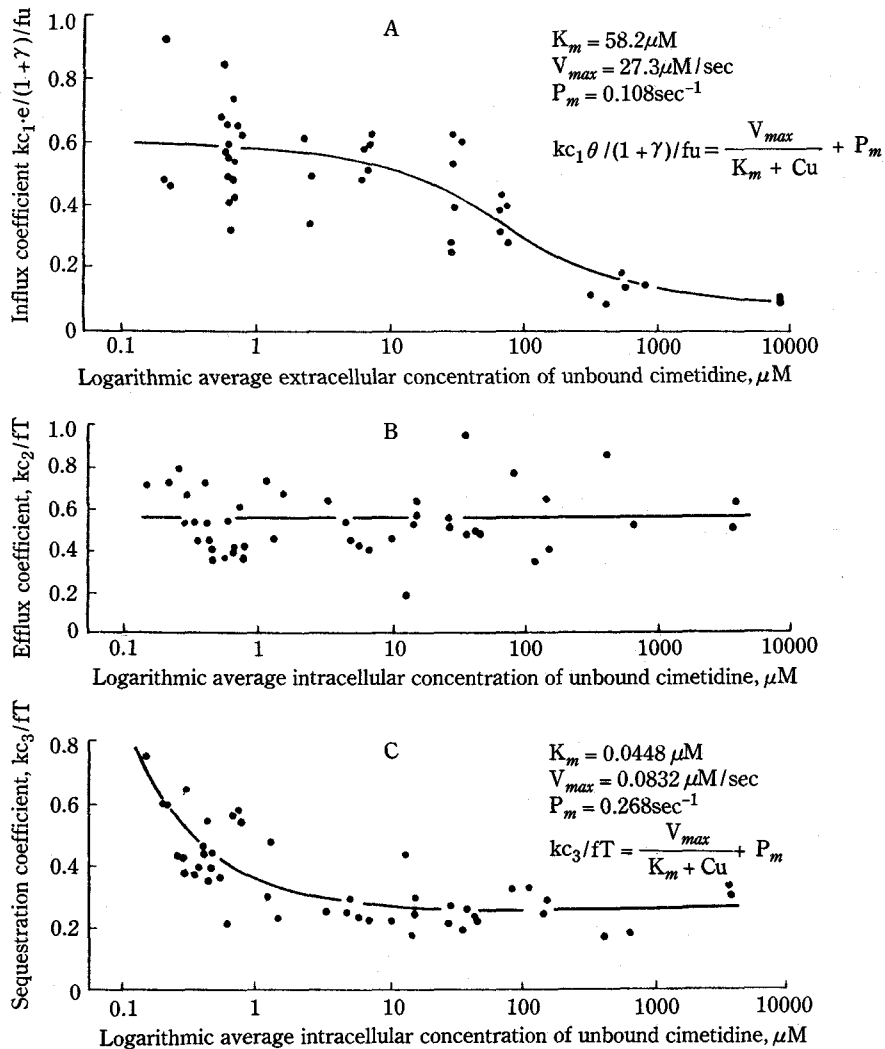 A
Influx coefficient kc₁·e/(1+γ)/fu
1.0
0.8
0.6
0.4
0.2
0
Kₘ = 58.2μM
Vₘₐₓ = 27.3μM/sec
Pₘ = 0.108sec⁻¹
kc₁θ/(1+γ)/fu = Vₘₐₓ / (Kₘ + Cu) + Pₘ
0.1 1 10 100 1000 10000
Logarithmic average extracellular concentration of unbound cimetidine, μM
B
Efflux coefficient, kc₂/fT
1.0
0.8
0.6
0.4
0.2
0
0.1 1 10 100 1000 10000
Logarithmic average intracellular concentration of unbound cimetidine, μM
C
Sequestration coefficient, kc₃/fT
0.8
0.6
0.4
0.2
0
Kₘ = 0.0448 μM
Vₘₐₓ = 0.0832 μM/sec
Pₘ = 0.268sec⁻¹
kc₃/fT = Vₘₐₓ / (Kₘ + Cu) + Pₘ
0.1 1 10 100 1000 10000
Logarithmic average intracellular concentration of unbound cimetidine, μM